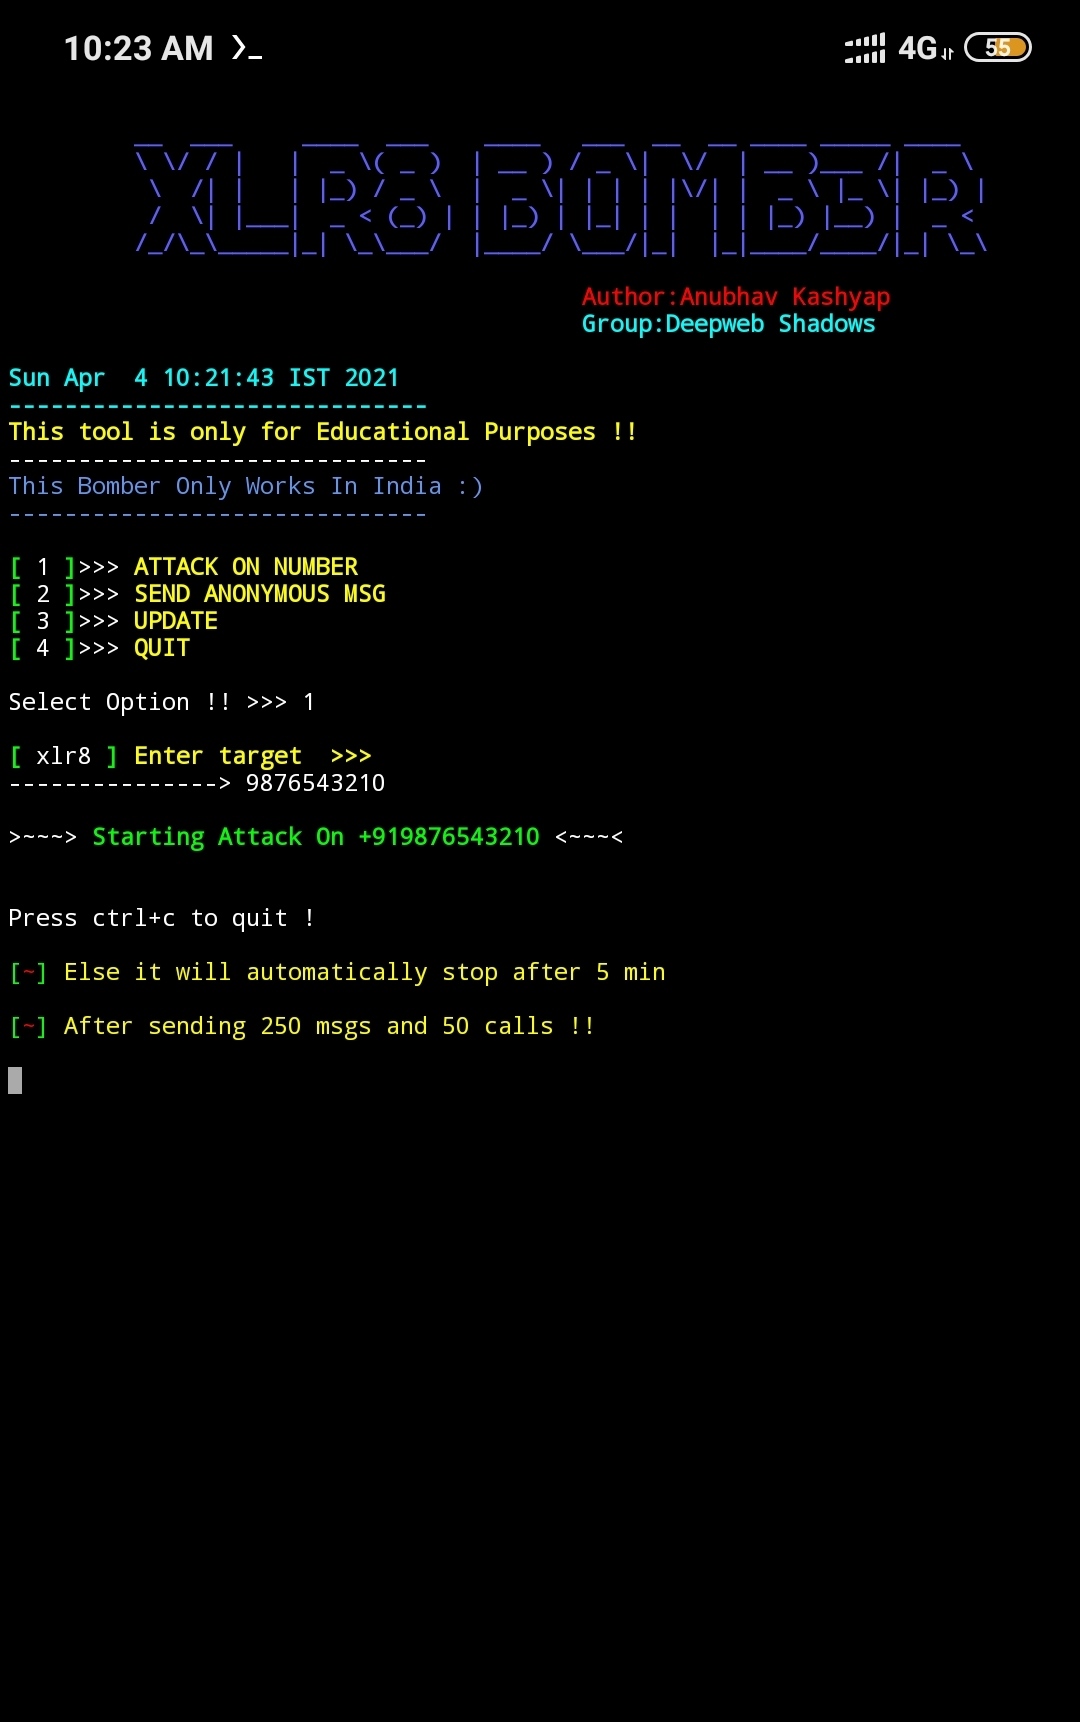 10:23 AM >_ 4G 55
XLR8 BOMB3R
Author:Anubhav Kashyap
Group:Deepweb Shadows
Sun Apr  4 10:21:43 IST 2021
------------------------------
This tool is only for Educational Purposes !!
------------------------------
This Bomber Only Works In India :)
------------------------------
[ 1 ]>>> ATTACK ON NUMBER
[ 2 ]>>> SEND ANONYMOUS MSG
[ 3 ]>>> UPDATE
[ 4 ]>>> QUIT
Select Option !! >>> 1
[ xlr8 ] Enter target  >>>
---------------> 9876543210
>~~~> Starting Attack On +919876543210 <~~~<
Press ctrl+c to quit !
[~] Else it will automatically stop after 5 min
[~] After sending 250 msgs and 50 calls !!